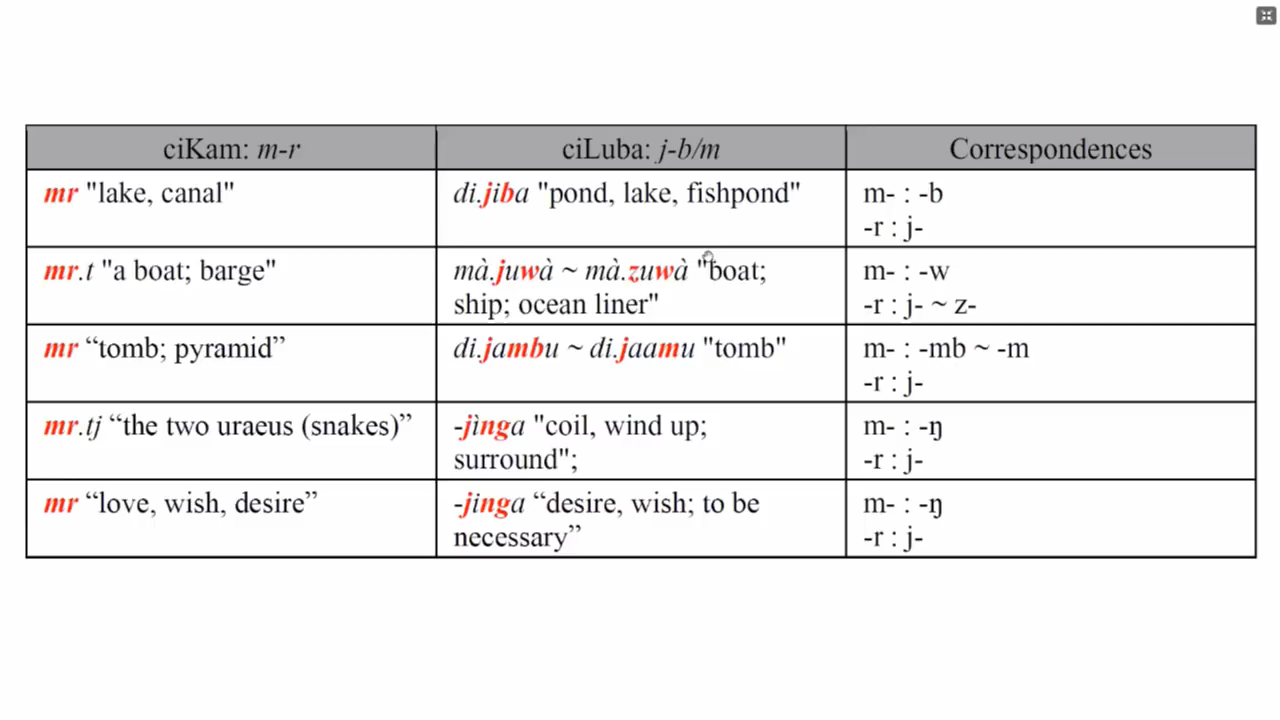 ciKam: m-r
ciLuba: j-b/m
Correspondences
mr "lake, canal"
di.jiba "pond, lake, fishpond"
m- : -b
-r : j-
mr.t "a boat; barge"
mà.juwà ~ mà.zuwà "boat;
ship; ocean liner"
m- : -w
-r : j- ~ z-
mr “tomb; pyramid”
di.jambu ~ di.jaamu "tomb"
m- : -mb ~ -m
-r : j-
mr.tj “the two uraeus (snakes)”
-jìnga "coil, wind up;
surround";
m- : -ŋ
-r : j-
mr “love, wish, desire”
-jinga “desire, wish; to be
necessary”
m- : -ŋ
-r : j-